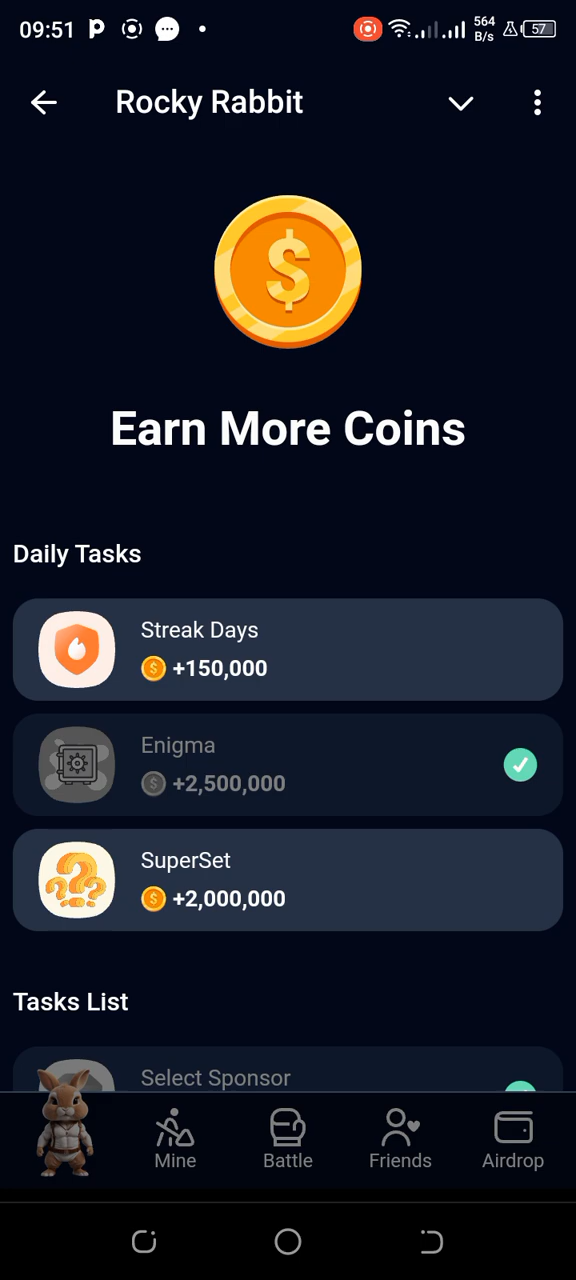 09:51
564
B/s
57
Rocky Rabbit
Earn More Coins
Daily Tasks
Streak Days
+150,000
Enigma
+2,500,000
SuperSet
+2,000,000
Tasks List
Select Sponsor
Mine
Battle
Friends
Airdrop